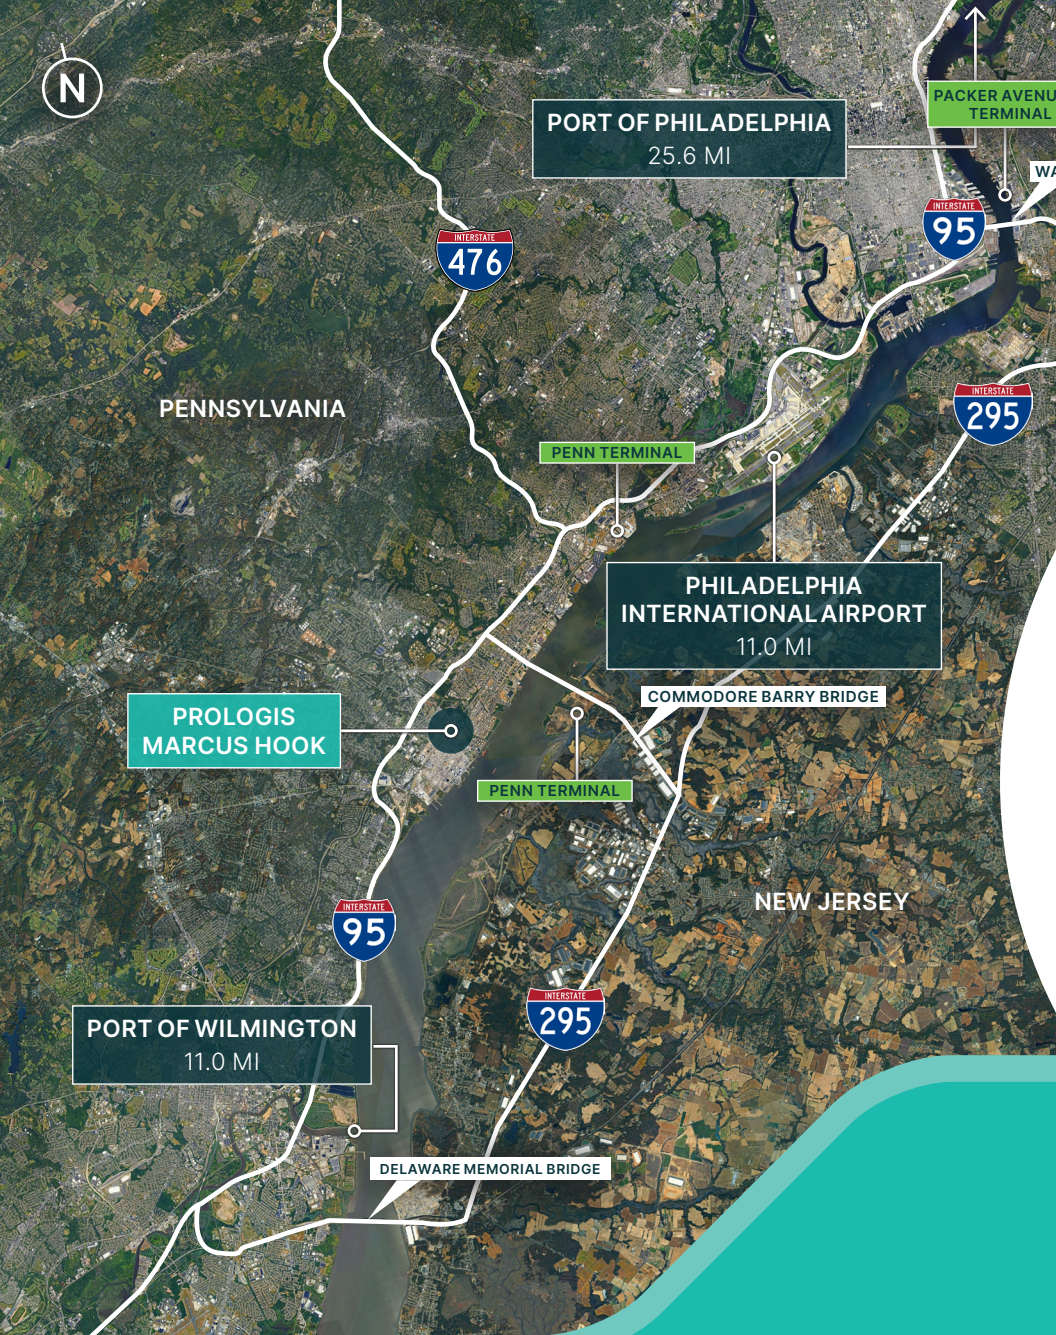 N
PORT OF PHILADELPHIA
25.6 MI
PACKER AVENU
TERMINAL
WA
INTERSTATE
95
INTERSTATE
476
INTERSTATE
295
PENNSYLVANIA
PENN TERMINAL
PHILADELPHIA
INTERNATIONAL AIRPORT
11.0 MI
COMMODORE BARRY BRIDGE
PROLOGIS
MARCUS HOOK
PENN TERMINAL
NEW JERSEY
INTERSTATE
95
INTERSTATE
295
PORT OF WILMINGTON
11.0 MI
DELAWARE MEMORIAL BRIDGE